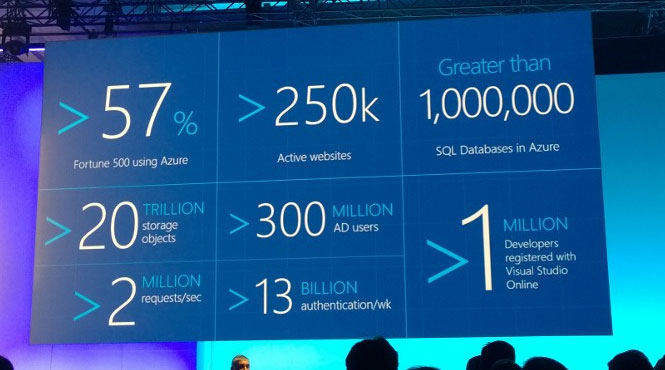 > 57 %
Fortune 500 using Azure
> 250k
Active websites
Greater than
1,000,000
SQL Databases in Azure
> 20 TRILLION
storage
objects
> 300 MILLION
AD users
> 1 MILLION
Developers
registered with
Visual Studio
Online
> 2 MILLION
requests/sec
> 13 BILLION
authentication/wk